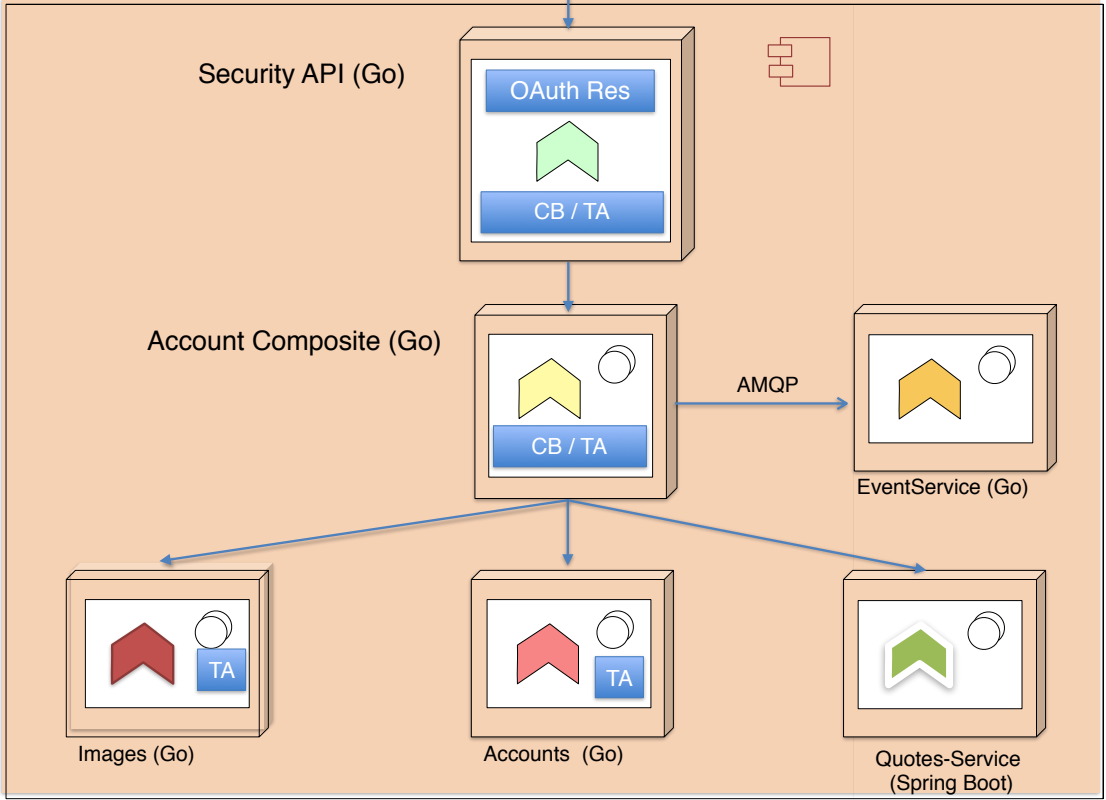 Security API (Go)
OAuth Res
CB / TA
Account Composite (Go)
CB / TA
AMQP
EventService (Go)
TA
Images (Go)
TA
Accounts (Go)
Quotes-Service
(Spring Boot)